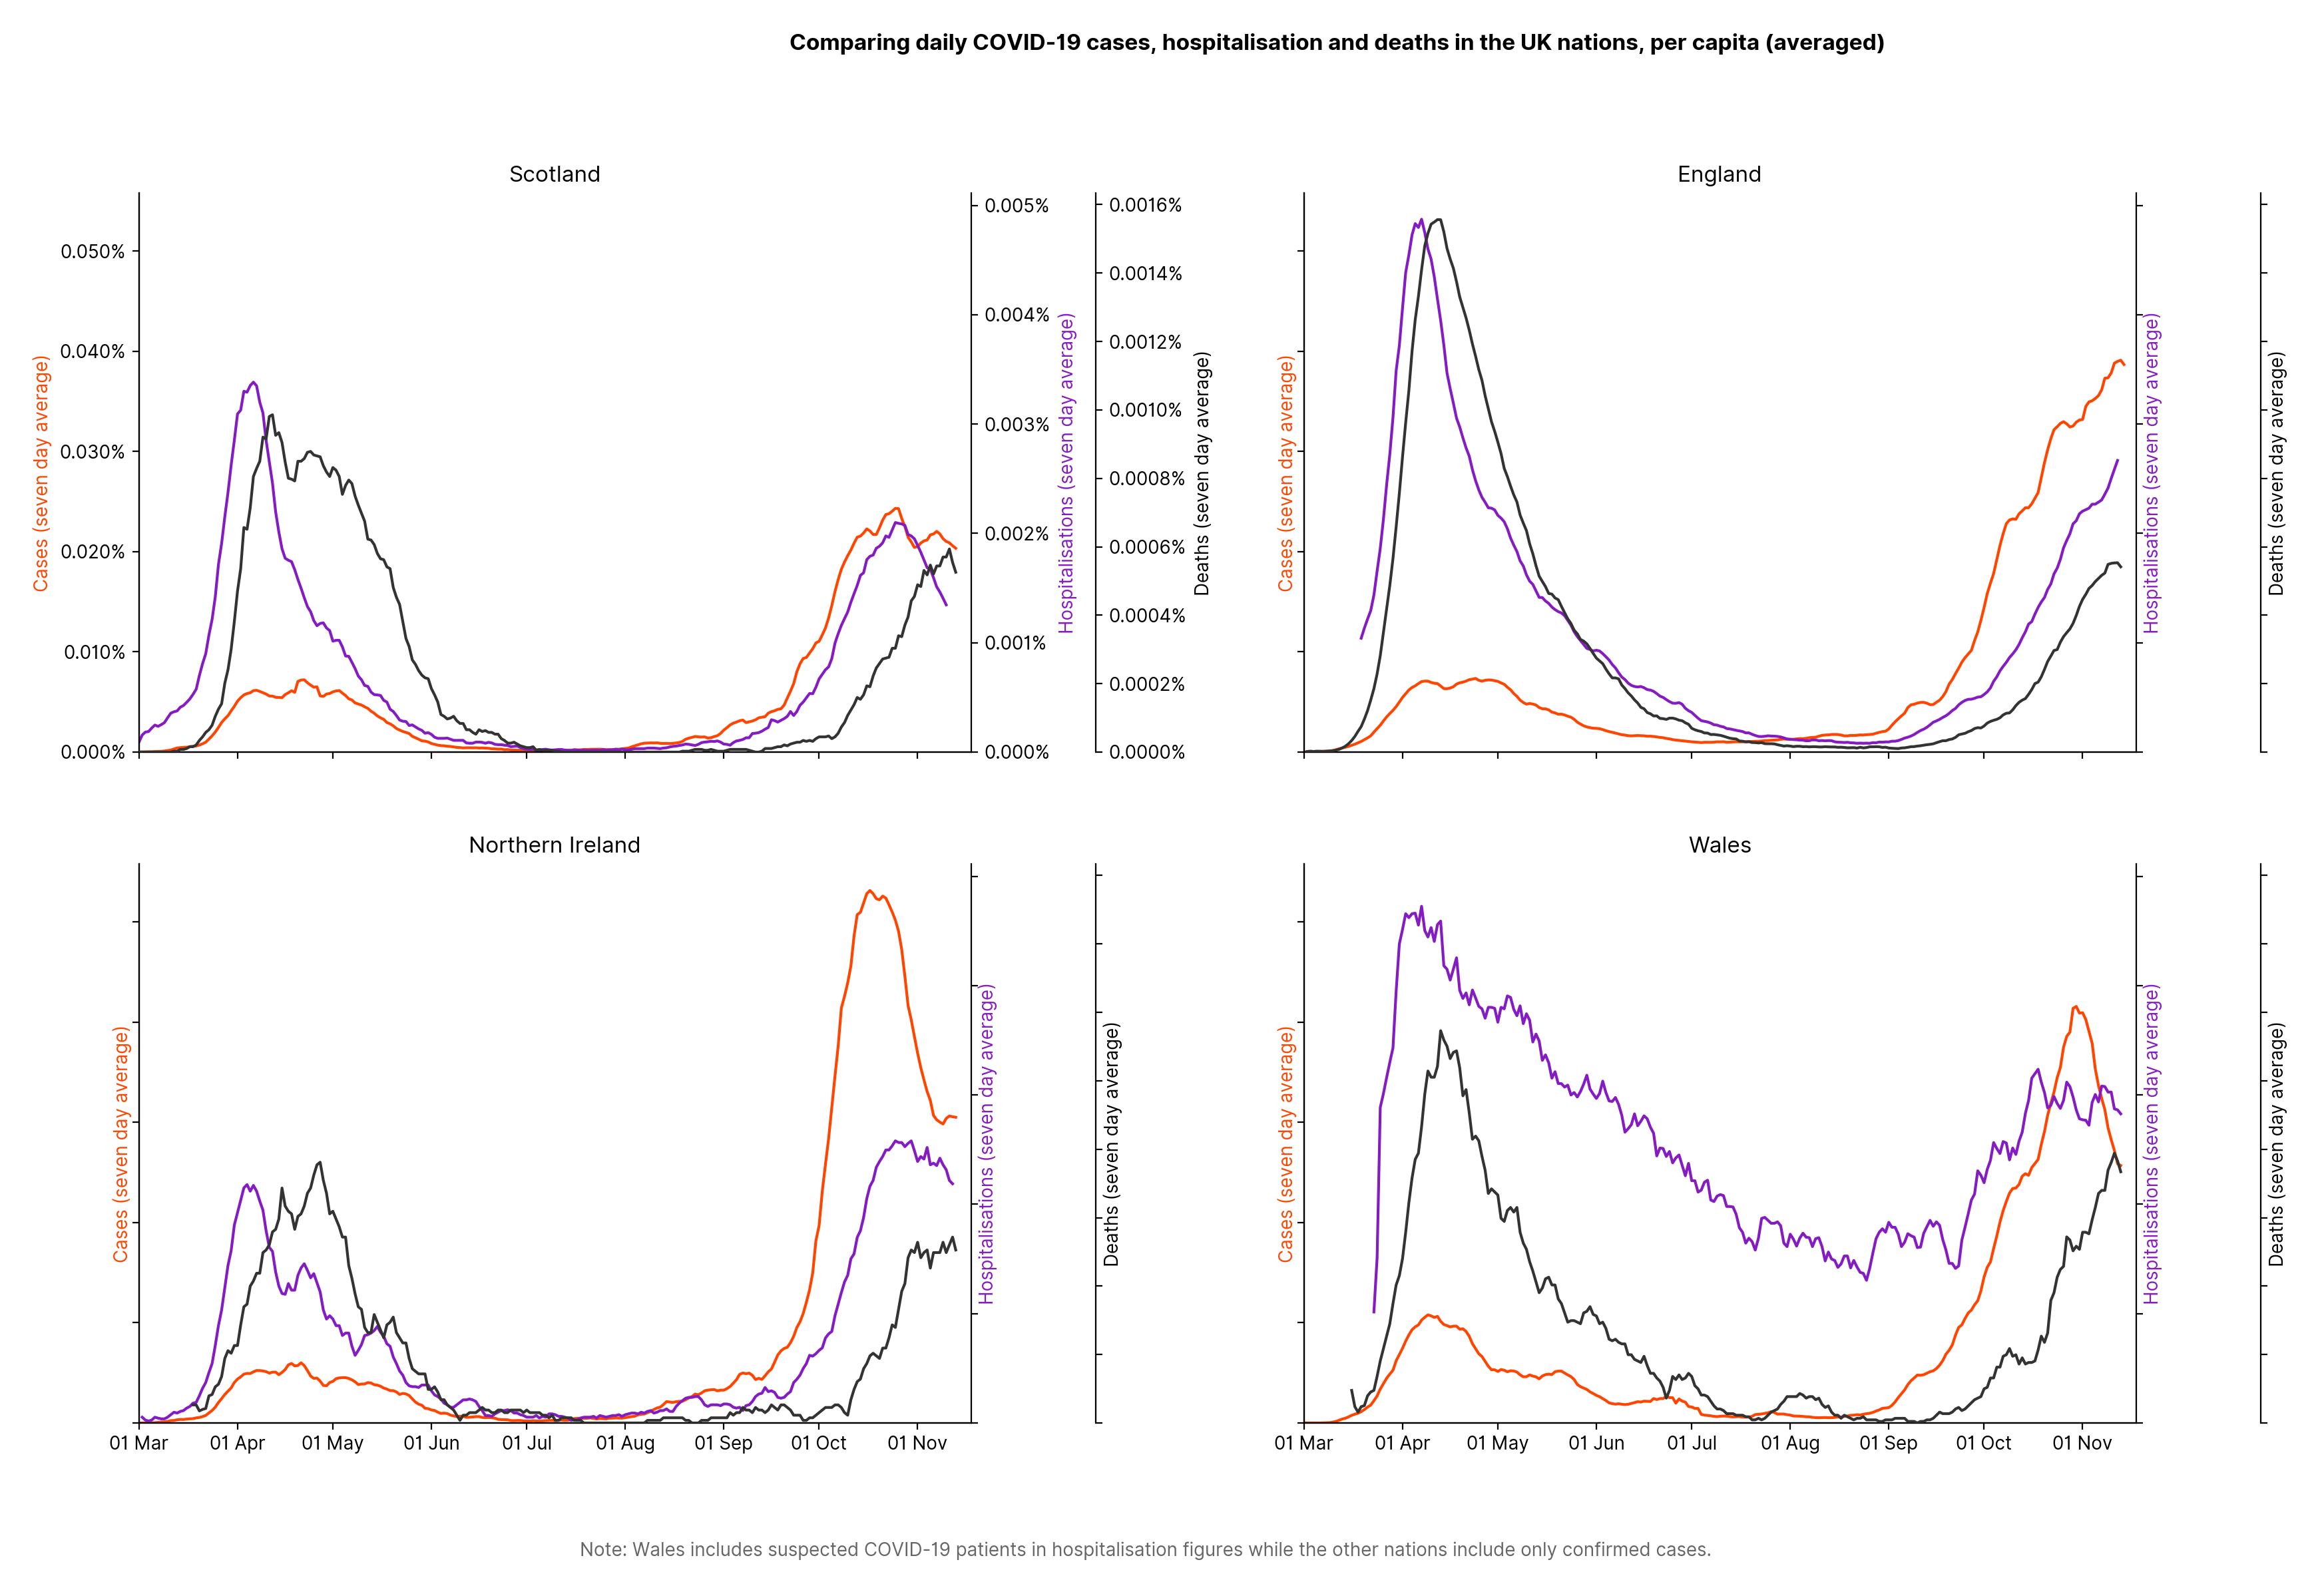 Comparing daily COVID-19 cases, hospitalisation and deaths in the UK nations, per capita (averaged)
Scotland
0.050%
0.040%
0.030%
0.020%
0.010%
0.000%
Cases (seven day average)
0.005%
0.004%
0.003%
0.002%
0.001%
0.000%
Hospitalisations (seven day average)
0.0016%
0.0014%
0.0012%
0.0010%
0.0008%
0.0006%
0.0004%
0.0002%
0.0000%
Deaths (seven day average)
England
Cases (seven day average)
Hospitalisations (seven day average)
Deaths (seven day average)
Northern Ireland
Cases (seven day average)
Hospitalisations (seven day average)
Deaths (seven day average)
01 Mar 01 Apr 01 May 01 Jun 01 Jul 01 Aug 01 Sep 01 Oct 01 Nov
Wales
Cases (seven day average)
Hospitalisations (seven day average)
Deaths (seven day average)
01 Mar 01 Apr 01 May 01 Jun 01 Jul 01 Aug 01 Sep 01 Oct 01 Nov
Note: Wales includes suspected COVID-19 patients in hospitalisation figures while the other nations include only confirmed cases.